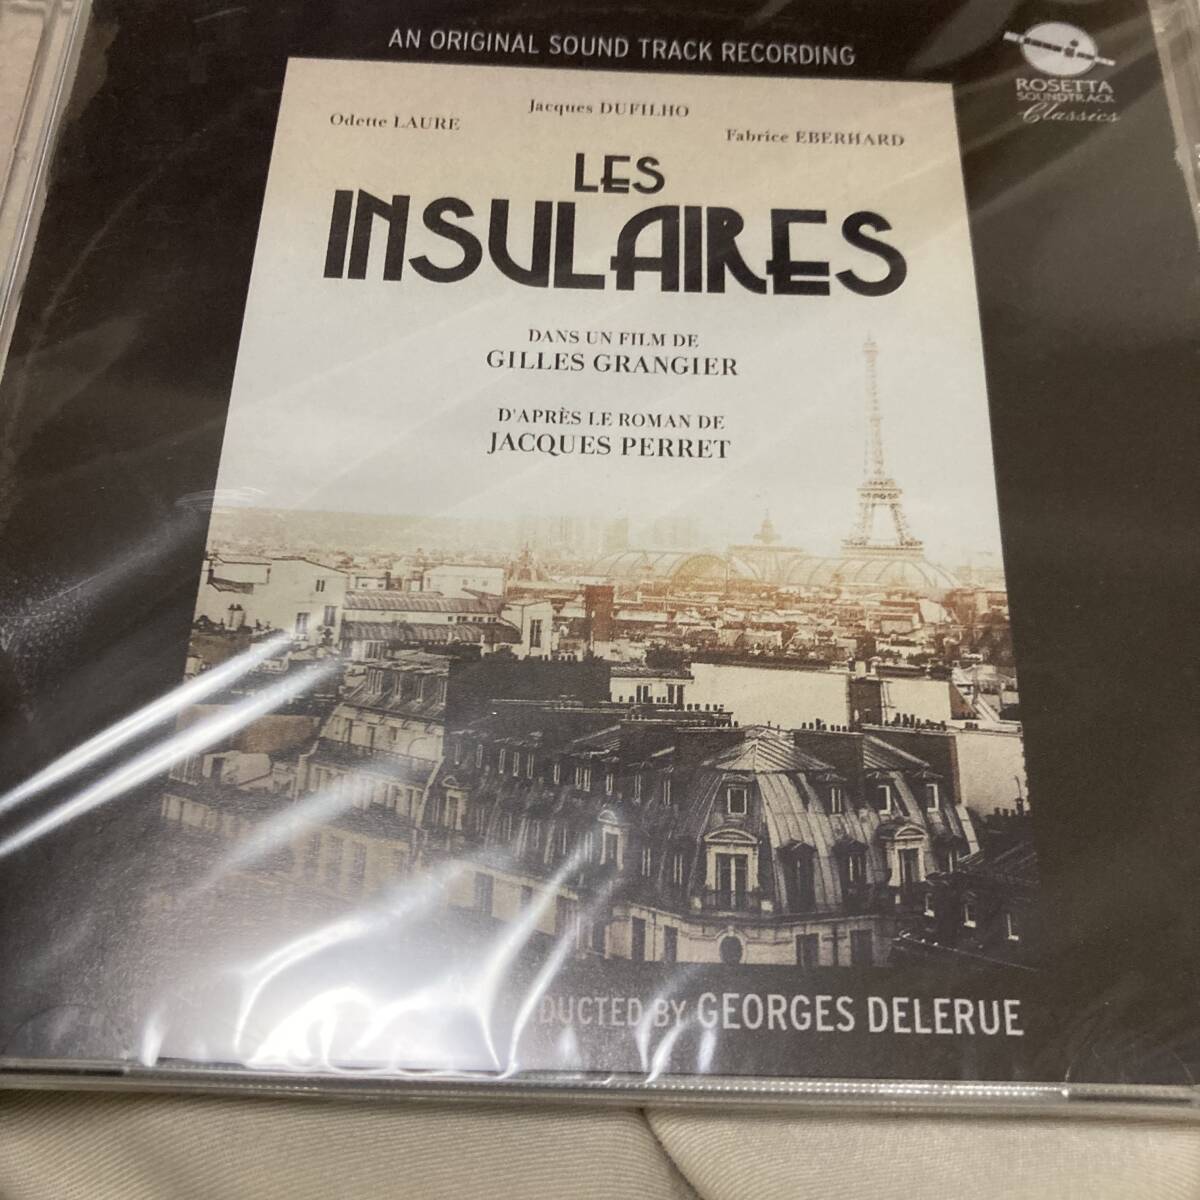 AN ORIGINAL SOUND TRACK RECORDING
ROSETTA
SOUNDTRACK
Classics
Jacques DUFILHO
Odette LAURE
Fabrice EBERHARD
LES
INSULAIRES
DANS UN FILM DE
GILLES GRANGIER
D'APRÈS LE ROMAN DE
JACQUES PERRET
BY GEORGES DELERUE